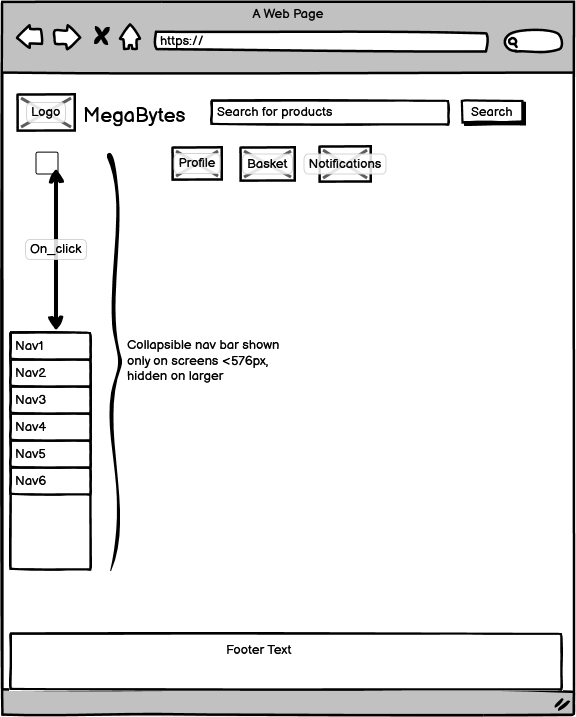 A Web Page
https://
Logo
MegaBytes
Search for products
Search
Profile
Basket
Notifications
On_click
Collapsible nav bar shown
only on screens <576px,
hidden on larger
Nav1
Nav2
Nav3
Nav4
Nav5
Nav6
Footer Text